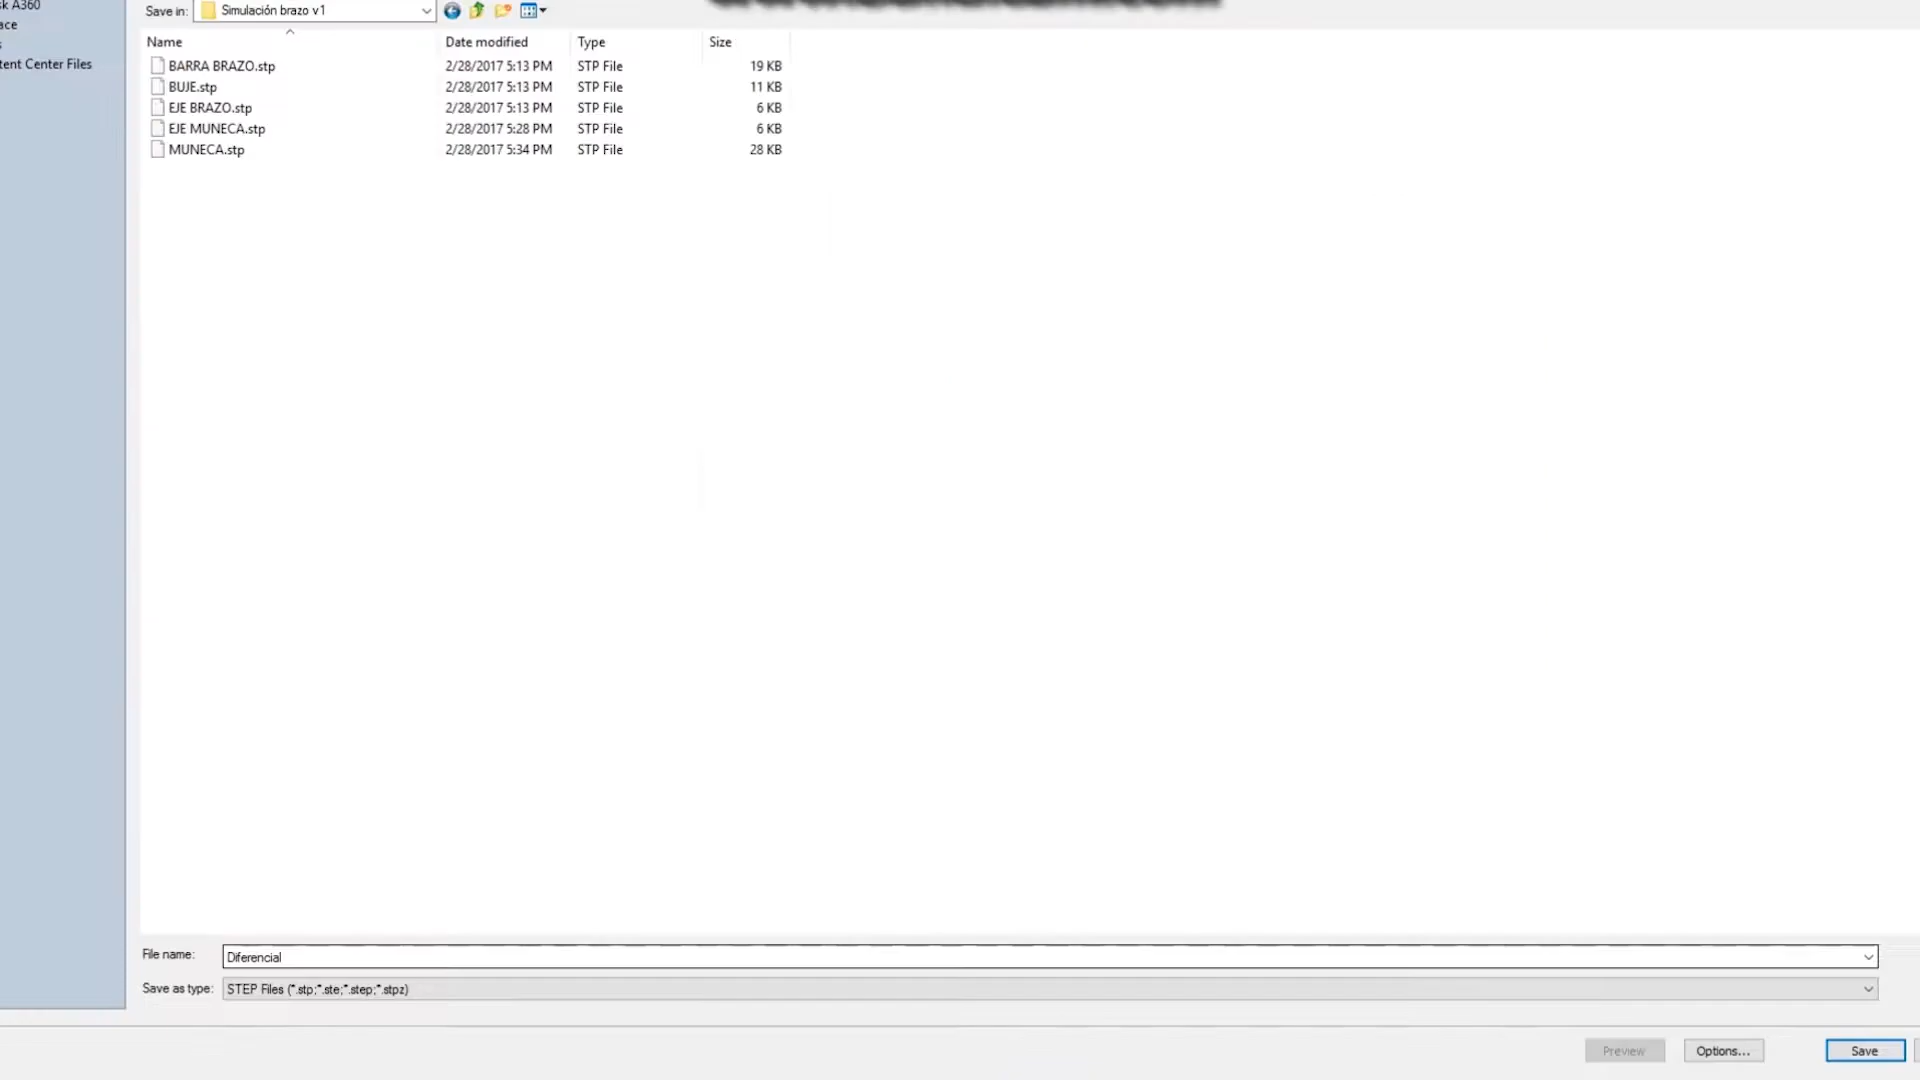 sk A360
ace
s
tent Center Files
Save in: Simulación brazo v1
Name Date modified Type Size
BARRA BRAZO.stp 2/28/2017 5:13 PM STP File 19 KB
BUJE.stp 2/28/2017 5:13 PM STP File 11 KB
EJE BRAZO.stp 2/28/2017 5:13 PM STP File 6 KB
EJE MUNECA.stp 2/28/2017 5:28 PM STP File 6 KB
MUNECA.stp 2/28/2017 5:34 PM STP File 28 KB
File name: Diferencial
Save as type: STEP Files (*.stp;*.ste;*.step;*.stpz)
Preview Options... Save